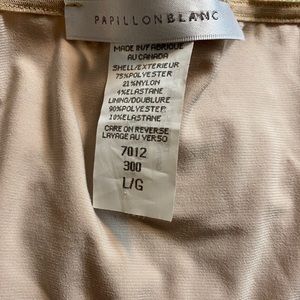 PAPILLONBLANC
MADE IN/FABRIQUE
AU CANADA
SHELL/EXTERIEUR
75%POLYESTER
21%NYLON
4%ELASTANE
LINING/DOUBLURE
90%POLYESTER
10%ELASTANE
CARE ON REVERSE
LAVAGE AU VERSO
7012
300
L/G